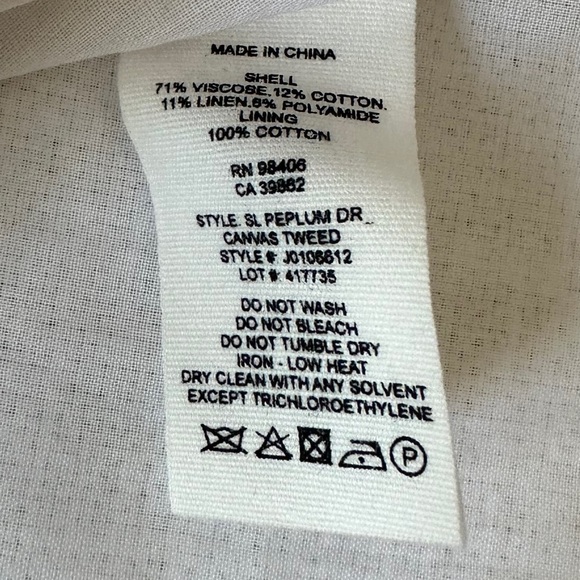 MADE IN CHINA
SHELL
71% VISCOSE.12% COTTON.
11% LINEN.6% POLYAMIDE
LINING
100% COTTON
RN 98406
CA 39882
STYLE. SL PEPLUM DR_
CANVAS TWEED
STYLE # J0106612
LOT #. 417735
DO NOT WASH
DO NOT BLEACH
DO NOT TUMBLE DRY
IRON - LOW HEAT
DRY CLEAN WITH ANY SOLVENT
EXCEPT TRICHLOROETHYLENE
P